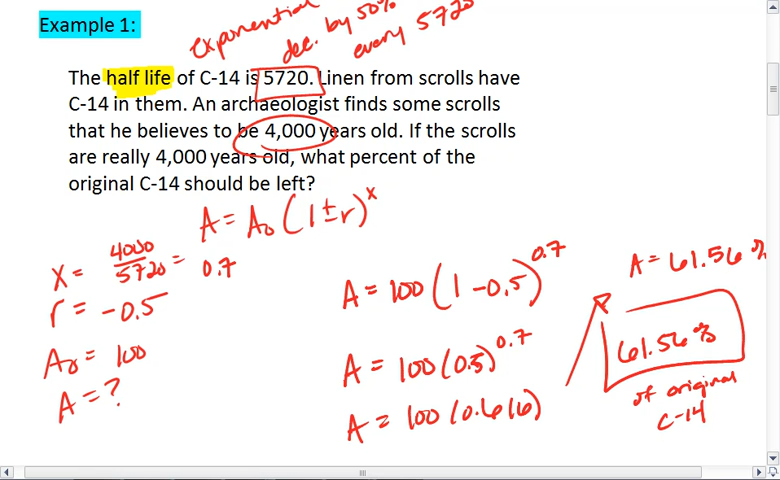 Example 1:
exponential
dec. by 50%
every 5720
The half life of C-14 is 5720. Linen from scrolls have
C-14 in them. An archaeologist finds some scrolls
that he believes to be 4,000 years old. If the scrolls
are really 4,000 years old, what percent of the
original C-14 should be left?
A = A₀ (1 ± r)^x
x = 4000/5720 = 0.7
r = -0.5
A₀ = 100
A = ?
A = 100 (1 - 0.5)^0.7
A = 100 (0.5)^0.7
A = 100 (0.616)
A = 61.56 %
61.56 %
of original
C-14